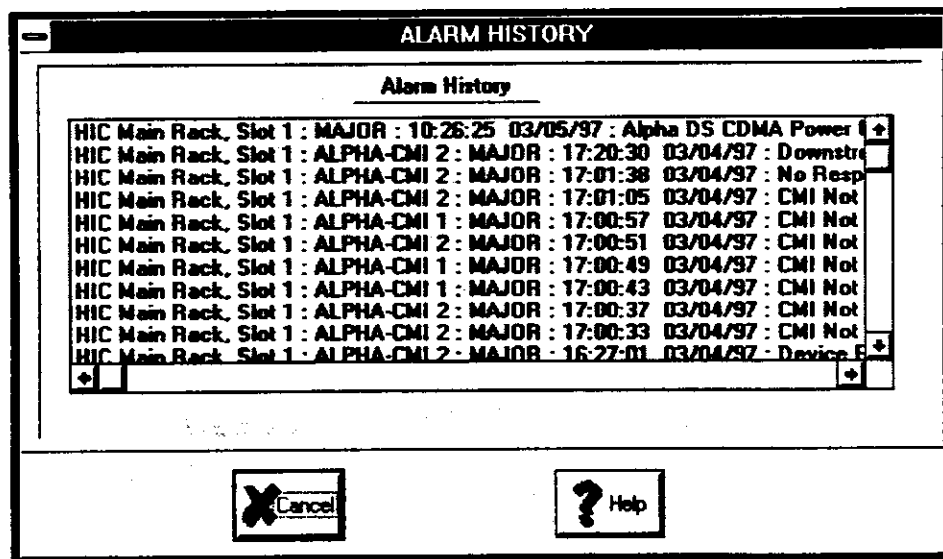 ALARM HISTORY
Alarm History
HIC Main Rack, Slot 1 : MAJOR : 10:26:25 03/05/97 : Alpha DS CDMA Power
HIC Main Rack, Slot 1 : ALPHA-CMI 2 : MAJOR : 17:20:30 03/04/97 : Downstre
HIC Main Rack, Slot 1 : ALPHA-CMI 2 : MAJOR : 17:01:38 03/04/97 : No Resp
HIC Main Rack, Slot 1 : ALPHA-CMI 2 : MAJOR : 17:01:05 03/04/97 : CMI Not
HIC Main Rack, Slot 1 : ALPHA-CMI 1 : MAJOR : 17:00:57 03/04/97 : CMI Not
HIC Main Rack, Slot 1 : ALPHA-CMI 2 : MAJOR : 17:00:51 03/04/97 : CMI Not
HIC Main Rack, Slot 1 : ALPHA-CMI 1 : MAJOR : 17:00:49 03/04/97 : CMI Not
HIC Main Rack, Slot 1 : ALPHA-CMI 1 : MAJOR : 17:00:43 03/04/97 : CMI Not
HIC Main Rack, Slot 1 : ALPHA-CMI 2 : MAJOR : 17:00:37 03/04/97 : CMI Not
HIC Main Rack, Slot 1 : ALPHA-CMI 2 : MAJOR : 17:00:33 03/04/97 : CMI Not
HIC Main Rack, Slot 1 : ALPHA-CMI 2 : MAJOR : 16:27:01 03/04/97 : Device
Cancel
Help